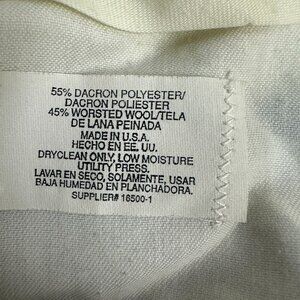 55% DACRON POLYESTER/
DACRON POLIESTER
45% WORSTED WOOL/TELA
DE LANA PEINADA
MADE IN U.S.A.
HECHO EN EE. UU.
DRYCLEAN ONLY, LOW MOISTURE
UTILITY PRESS.
LAVAR EN SECO, SOLAMENTE, USAR
BAJA HUMEDAD EN PLANCHADORA.
SUPPLIER# 16500-1